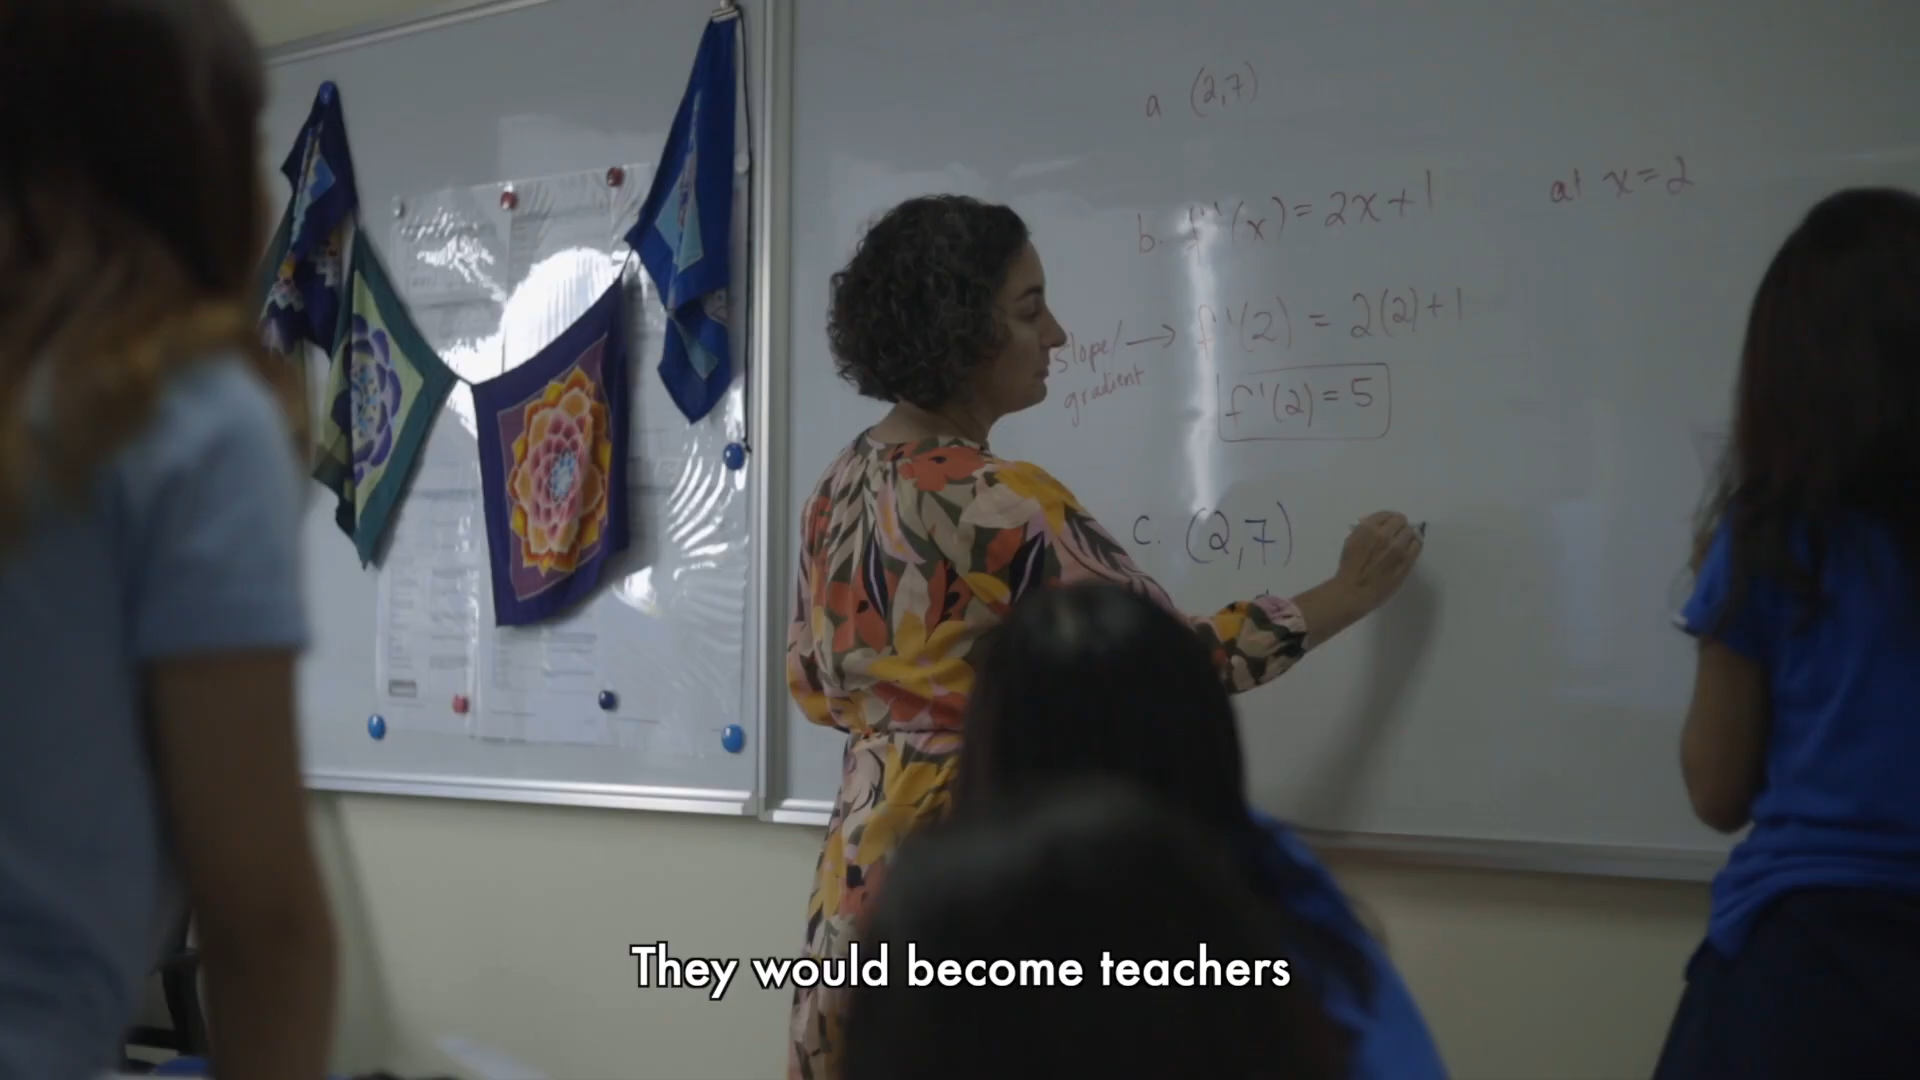 a (2,7)
b. f'(x) = 2x+1 at x=2
slope/ → f'(2) = 2(2)+1
gradient
f'(2) = 5
c. (2,7)
They would become teachers